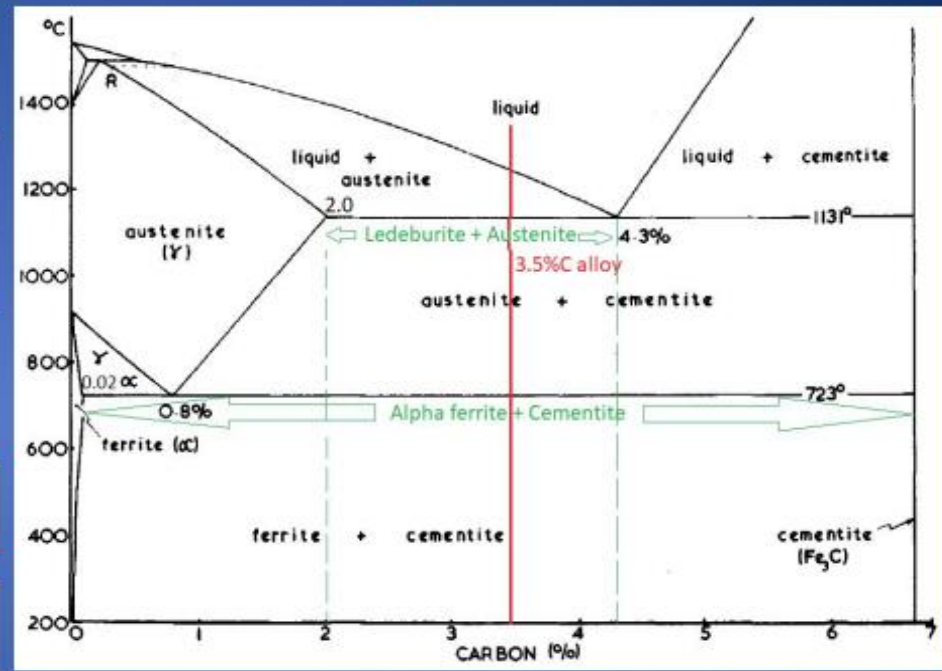 °C
1400
1200
1000
800
600
400
200
R
liquid
liquid +
austenite
liquid + cementite
2.0
1131°
austenite
(γ)
Ledeburite + Austenite
4·3%
3.5%C alloy
austenite + cementite
γ
0.02 α
723°
0·8%
Alpha ferrite + Cementite
ferrite (α)
ferrite + cementite
cementite
(Fe3C)
0 1 2 3 4 5 6 7
CARBON (%)